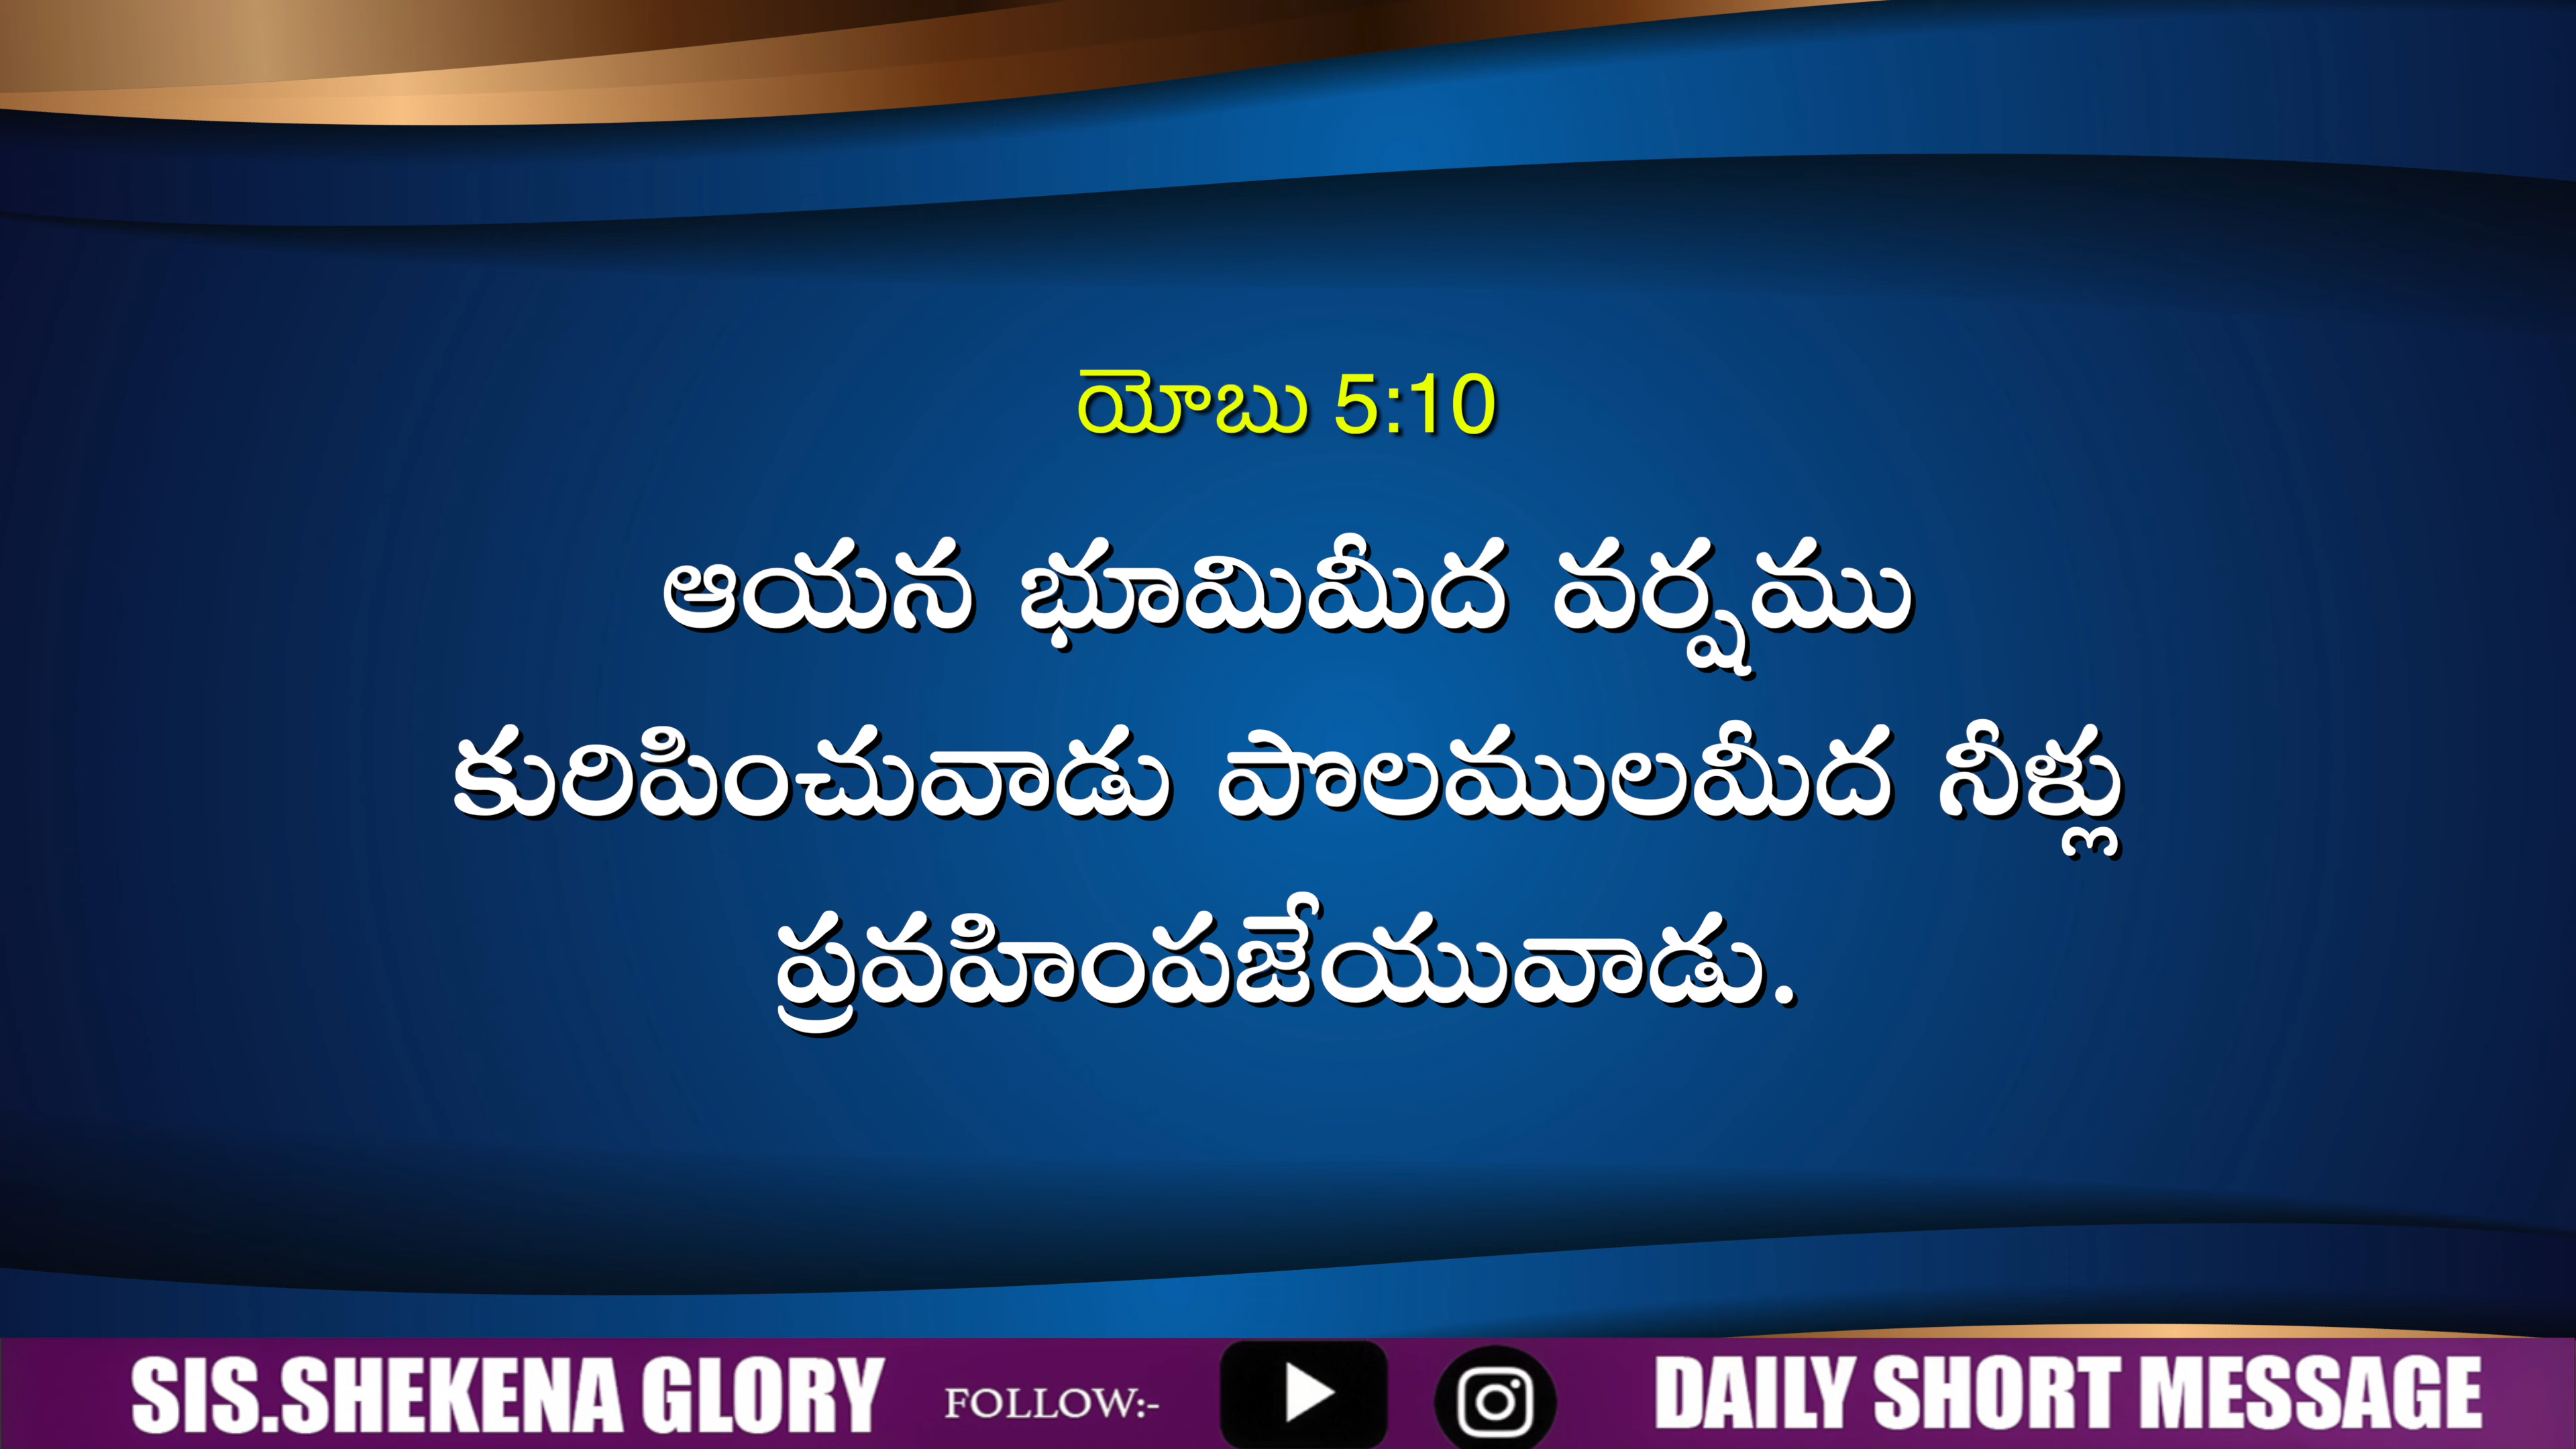 యోబు 5:10
ఆయన భూమిమీద వర్షము
కురిపించువాడు పొలములమీద నీళ్లు
ప్రవహింపజేయువాడు.
SIS.SHEKENA GLORY FOLLOW:- DAILY SHORT MESSAGE